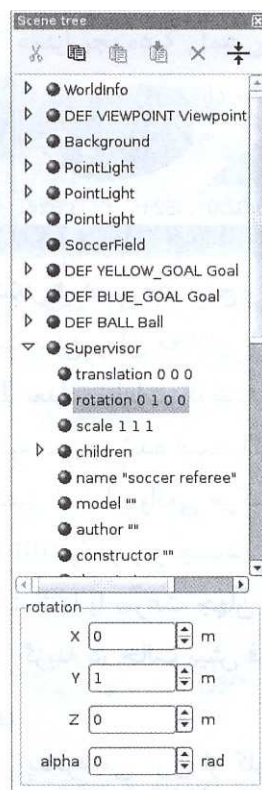 Scene tree
WorldInfo
DEF VIEWPOINT Viewpoint
Background
PointLight
PointLight
PointLight
SoccerField
DEF YELLOW_GOAL Goal
DEF BLUE_GOAL Goal
DEF BALL Ball
Supervisor
translation 0 0 0
rotation 0 1 0 0
scale 1 1 1
children
name "soccer referee"
model ""
author ""
constructor ""
rotation
X 0 m
Y 1 m
Z 0 m
alpha 0 rad